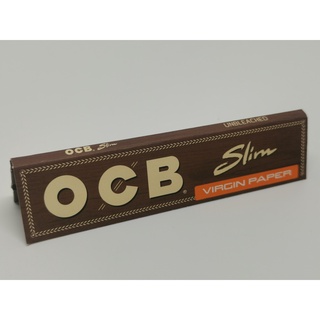 UNBLEACHED
OCB Slim
OCB® Slim
VIRGIN PAPER